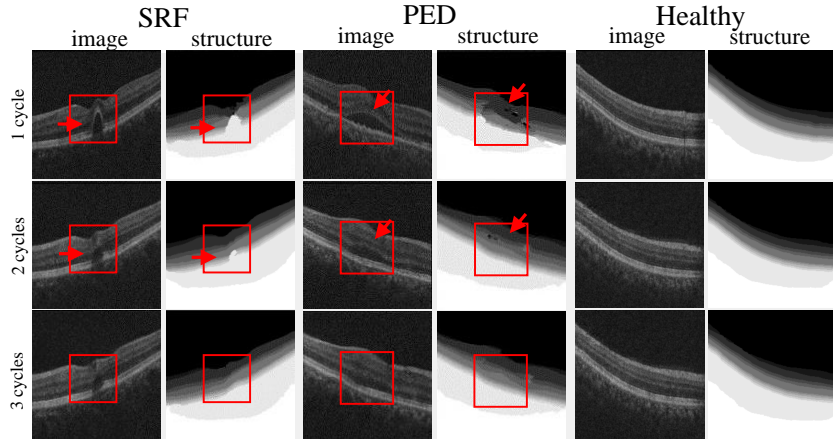 SRF PED Healthy
image structure image structure image structure
1 cycle
2 cycles
3 cycles